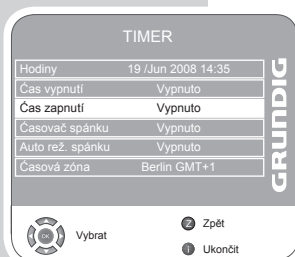 TIMER
Hodiny 19 /Jun 2008 14:35
Čas vypnutí Vypnuto
Čas zapnutí Vypnuto
Časovač spánku Vypnuto
Auto rež. spánku Vypnuto
Časová zóna Berlin GMT+1
GRUNDIG
OK
Vybrat
Z Zpět
i Ukončit